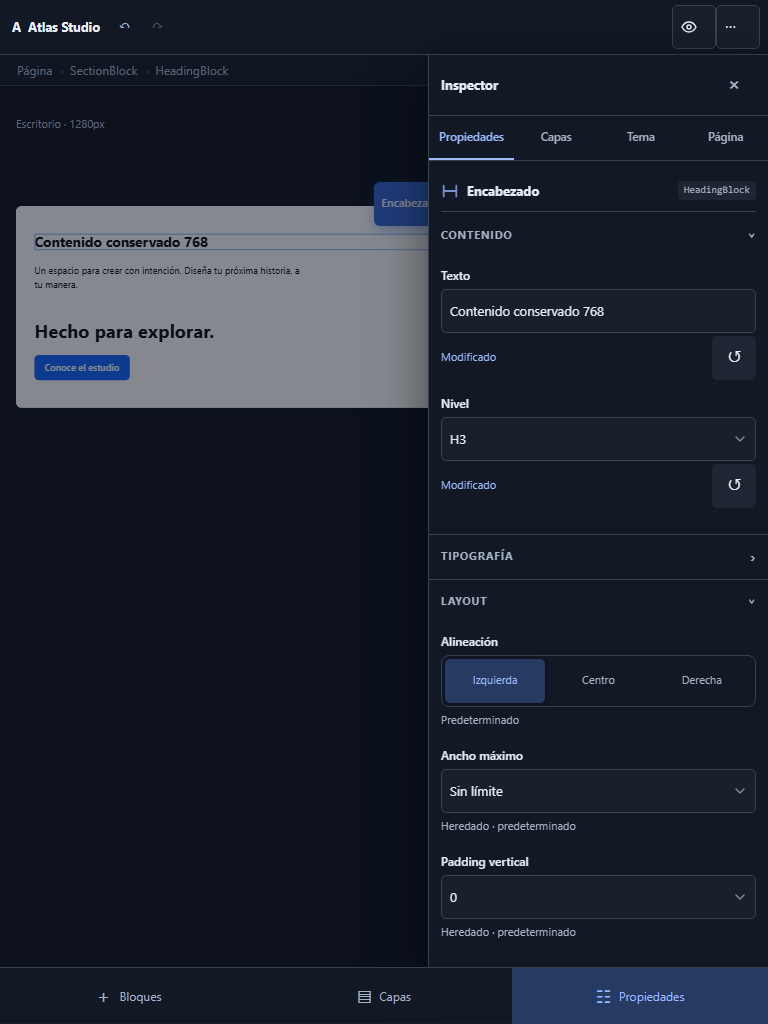 A Atlas Studio
Página › SectionBlock › HeadingBlock
Escritorio · 1280px
Encabeza
Contenido conservado 768
Un espacio para crear con intención. Diseña tu próxima historia, a
tu manera.
Hecho para explorar.
Conoce el estudio
Inspector
Propiedades Capas Tema Página
Encabezado HeadingBlock
CONTENIDO
Texto
Contenido conservado 768
Modificado
Nivel
H3
Modificado
TIPOGRAFÍA
LAYOUT
Alineación
Izquierda Centro Derecha
Predeterminado
Ancho máximo
Sin límite
Heredado · predeterminado
Padding vertical
0
Heredado · predeterminado
+ Bloques Capas Propiedades